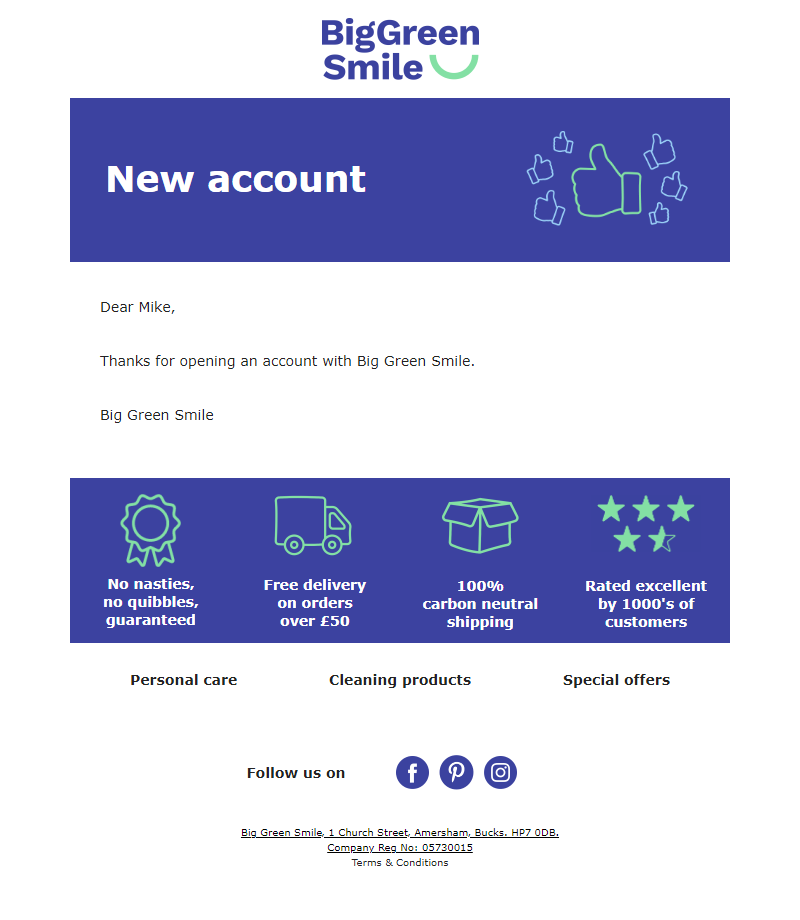 BigGreen
Smile
New account
Dear Mike,
Thanks for opening an account with Big Green Smile.
Big Green Smile
No nasties,
no quibbles,
guaranteed
Free delivery
on orders
over £50
100%
carbon neutral
shipping
Rated excellent
by 1000's of
customers
Personal care
Cleaning products
Special offers
Follow us on
Big Green Smile, 1 Church Street, Amersham, Bucks. HP7 0DB.
Company Reg No: 05730015
Terms & Conditions